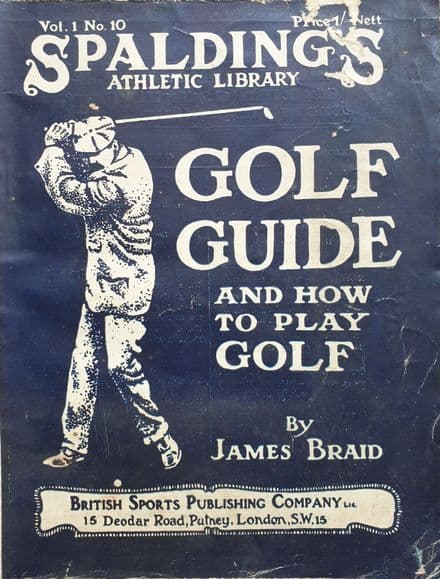 Vol. 1 No. 10 Price 1/- Nett
SPALDING'S
ATHLETIC LIBRARY
GOLF
GUIDE
AND HOW
TO PLAY
GOLF
By
JAMES BRAID
BRITISH SPORTS PUBLISHING COMPANY Ltd.
15 Deodar Road, Putney, London, S.W.15